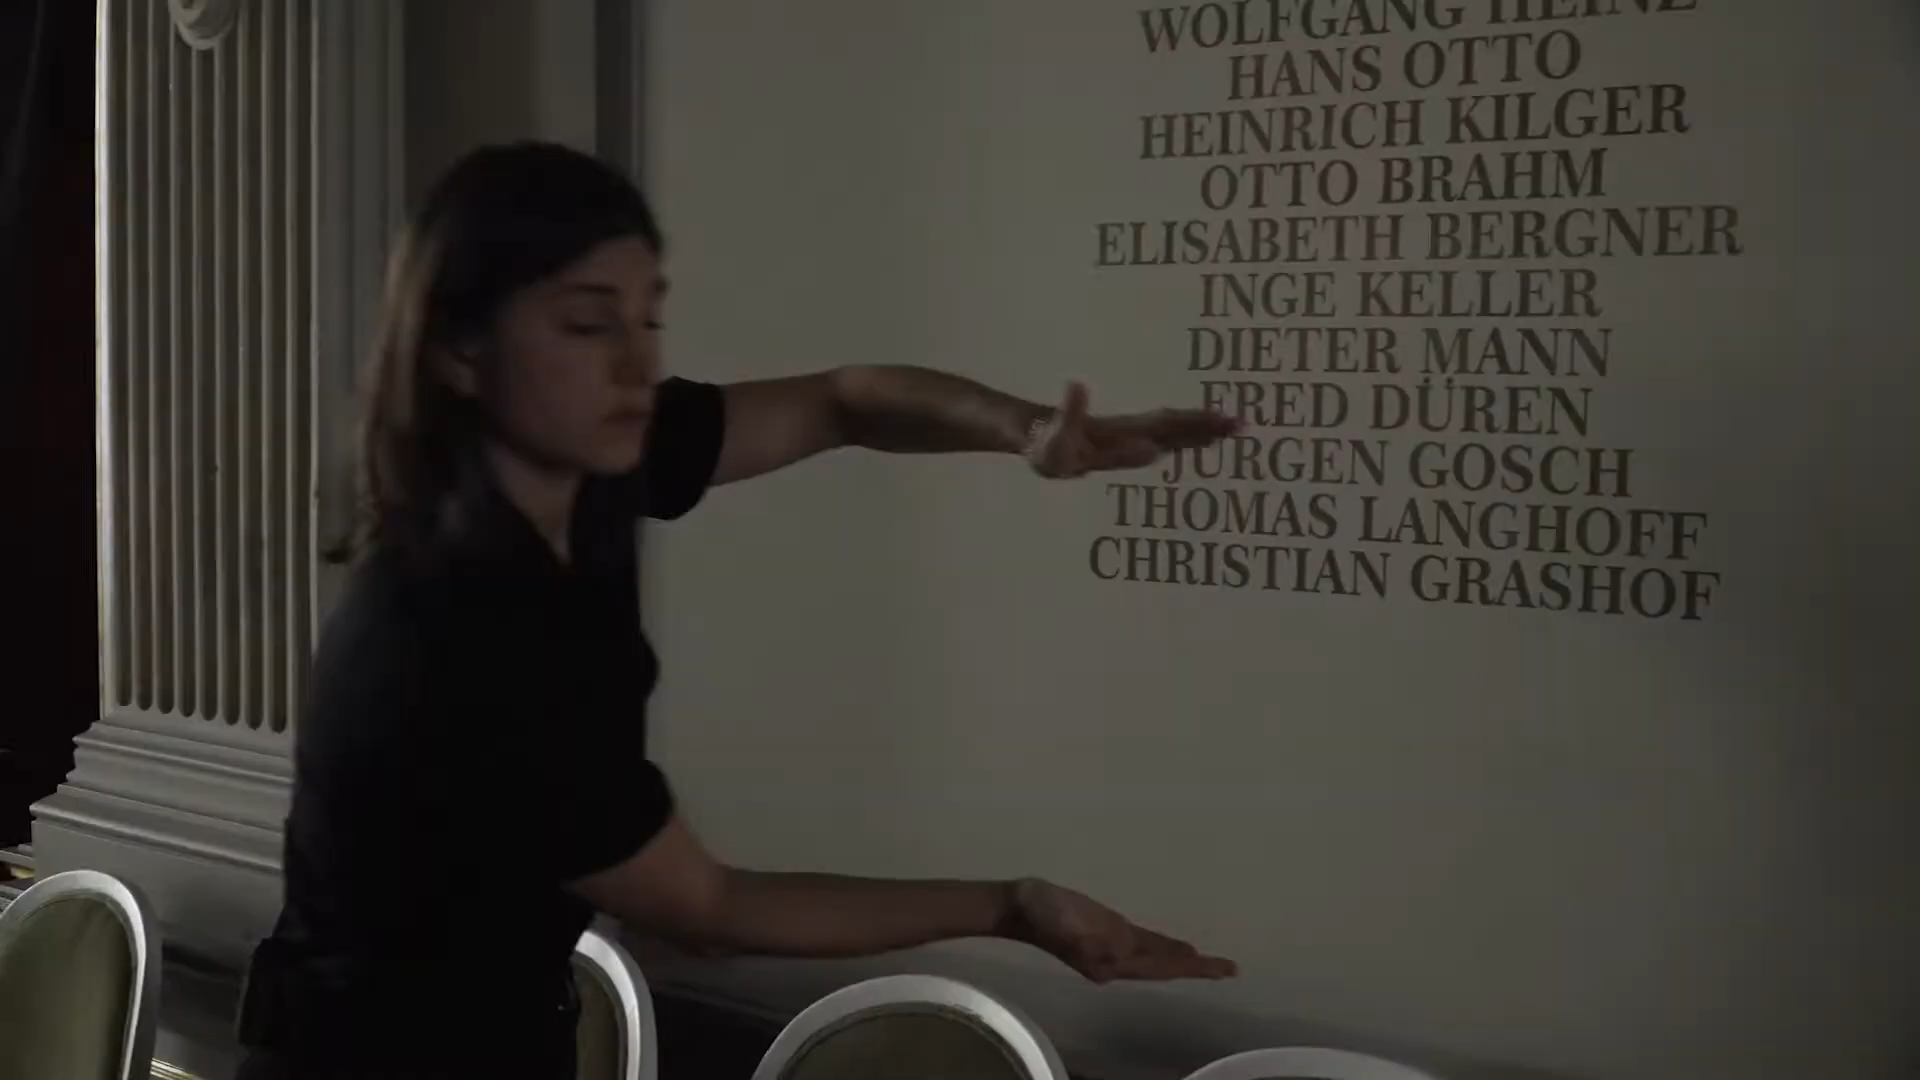 WOLFGANG HEINZ
HANS OTTO
HEINRICH KILGER
OTTO BRAHM
ELISABETH BERGNER
INGE KELLER
DIETER MANN
FRED DÜREN
JÜRGEN GOSCH
THOMAS LANGHOFF
CHRISTIAN GRASHOF